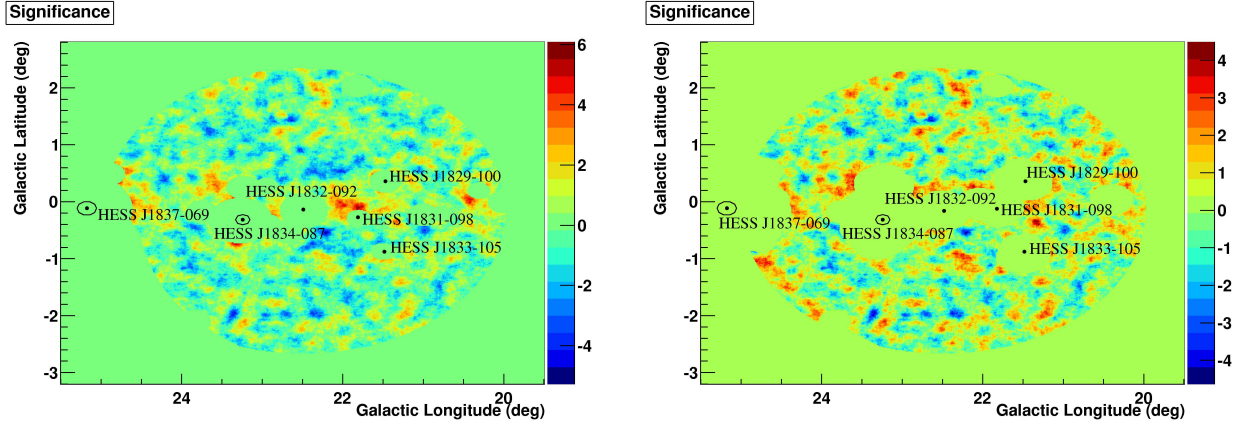 Significance
Galactic Latitude (deg)
2
1
0
-1
-2
-3
HESS J1829-100
HESS J1832-092
HESS J1837-069
HESS J1831-098
HESS J1834-087
HESS J1833-105
24
22
20
Galactic Longitude (deg)
6
4
2
0
-2
-4
Significance
Galactic Latitude (deg)
2
1
0
-1
-2
-3
HESS J1829-100
HESS J1832-092
HESS J1831-098
HESS J1837-069
HESS J1834-087
HESS J1833-105
24
22
20
Galactic Longitude (deg)
4
3
2
1
0
-1
-2
-3
-4